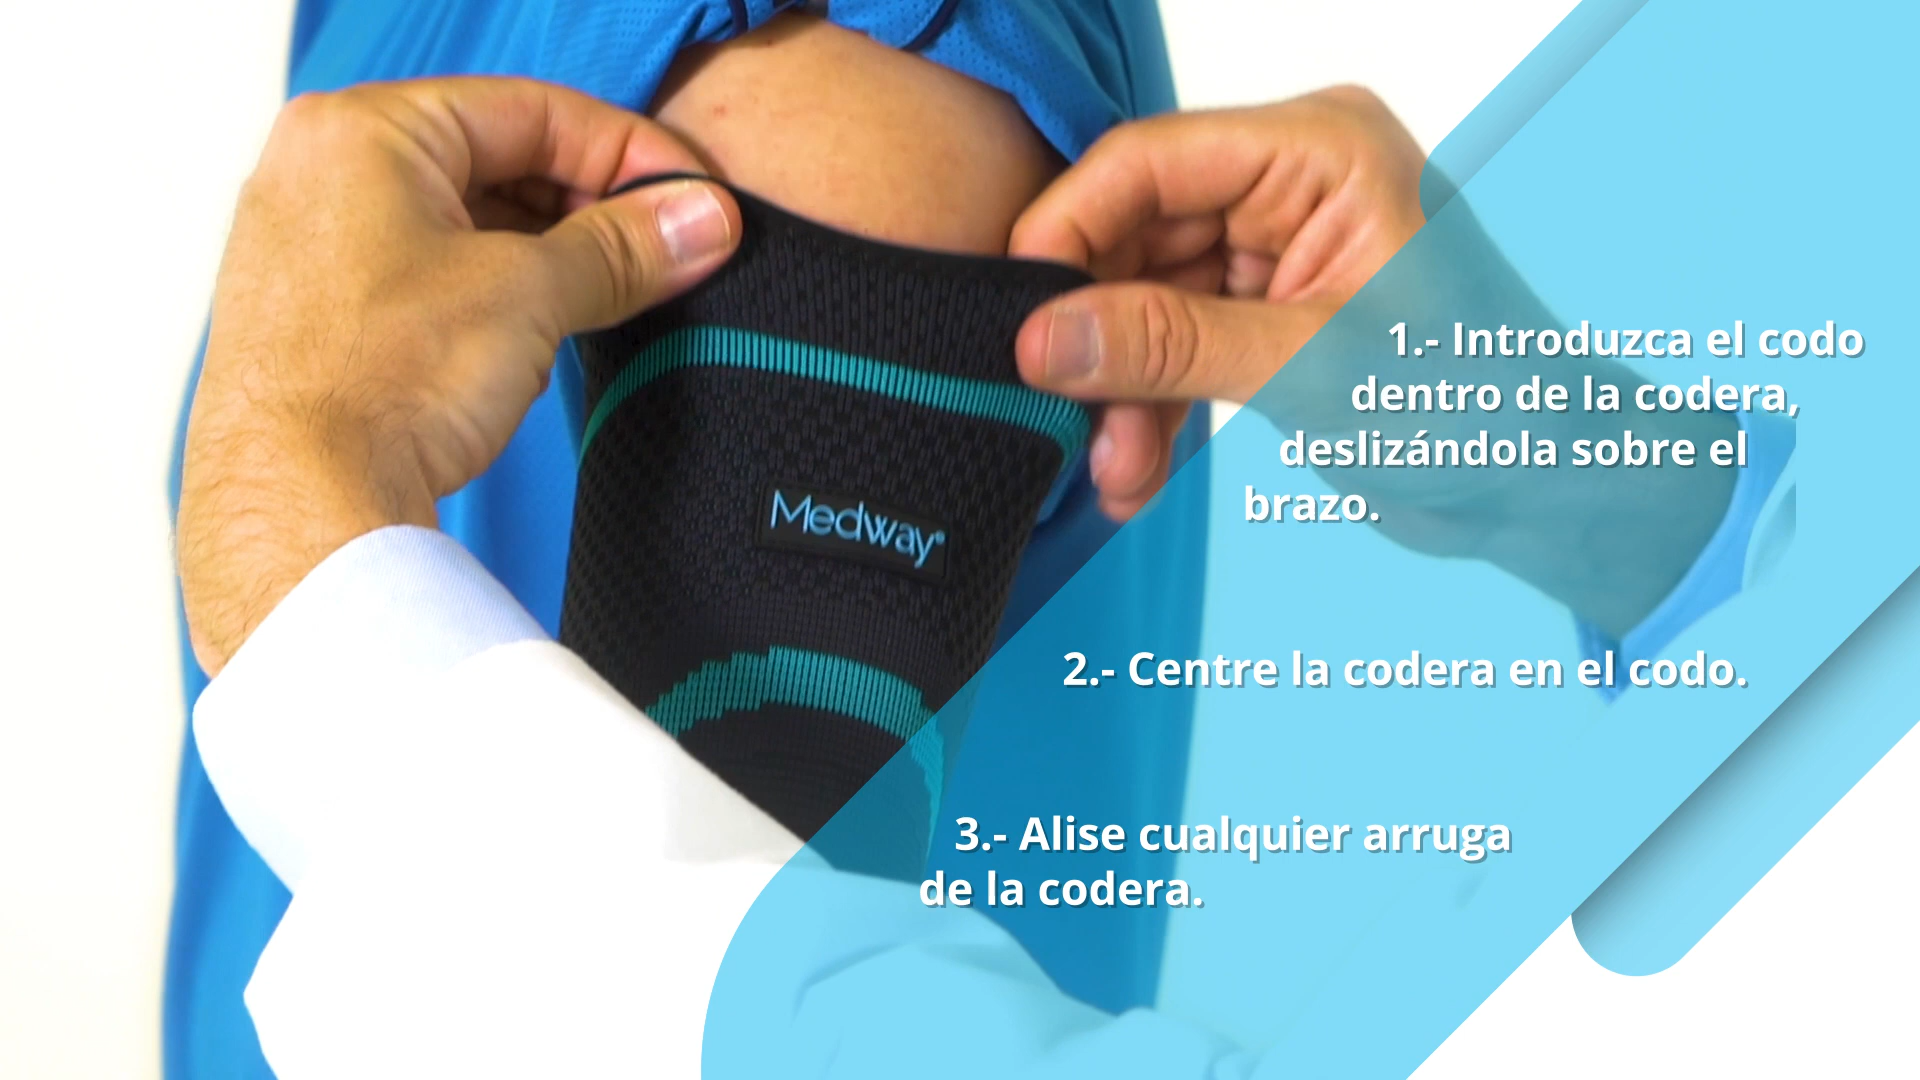 Medway®
1.- Introduzca el codo
dentro de la codera,
deslizándola sobre el
brazo.
2.- Centre la codera en el codo.
3.- Alise cualquier arruga
de la codera.